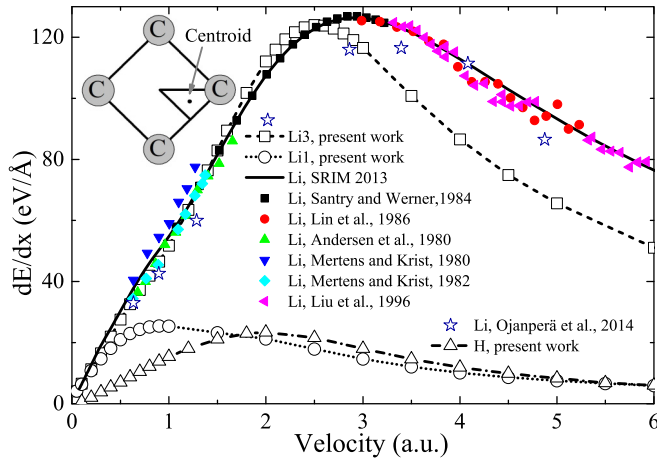 120
80
40
0
dE/dx (eV/Å)
C
C
C
C
Centroid
Li3, present work
Li1, present work
Li, SRIM 2013
Li, Santry and Werner,1984
Li, Lin et al., 1986
Li, Andersen et al., 1980
Li, Mertens and Krist, 1980
Li, Mertens and Krist, 1982
Li, Liu et al., 1996
Li, Ojanperä et al., 2014
H, present work
0 1 2 3 4 5 6
Velocity (a.u.)